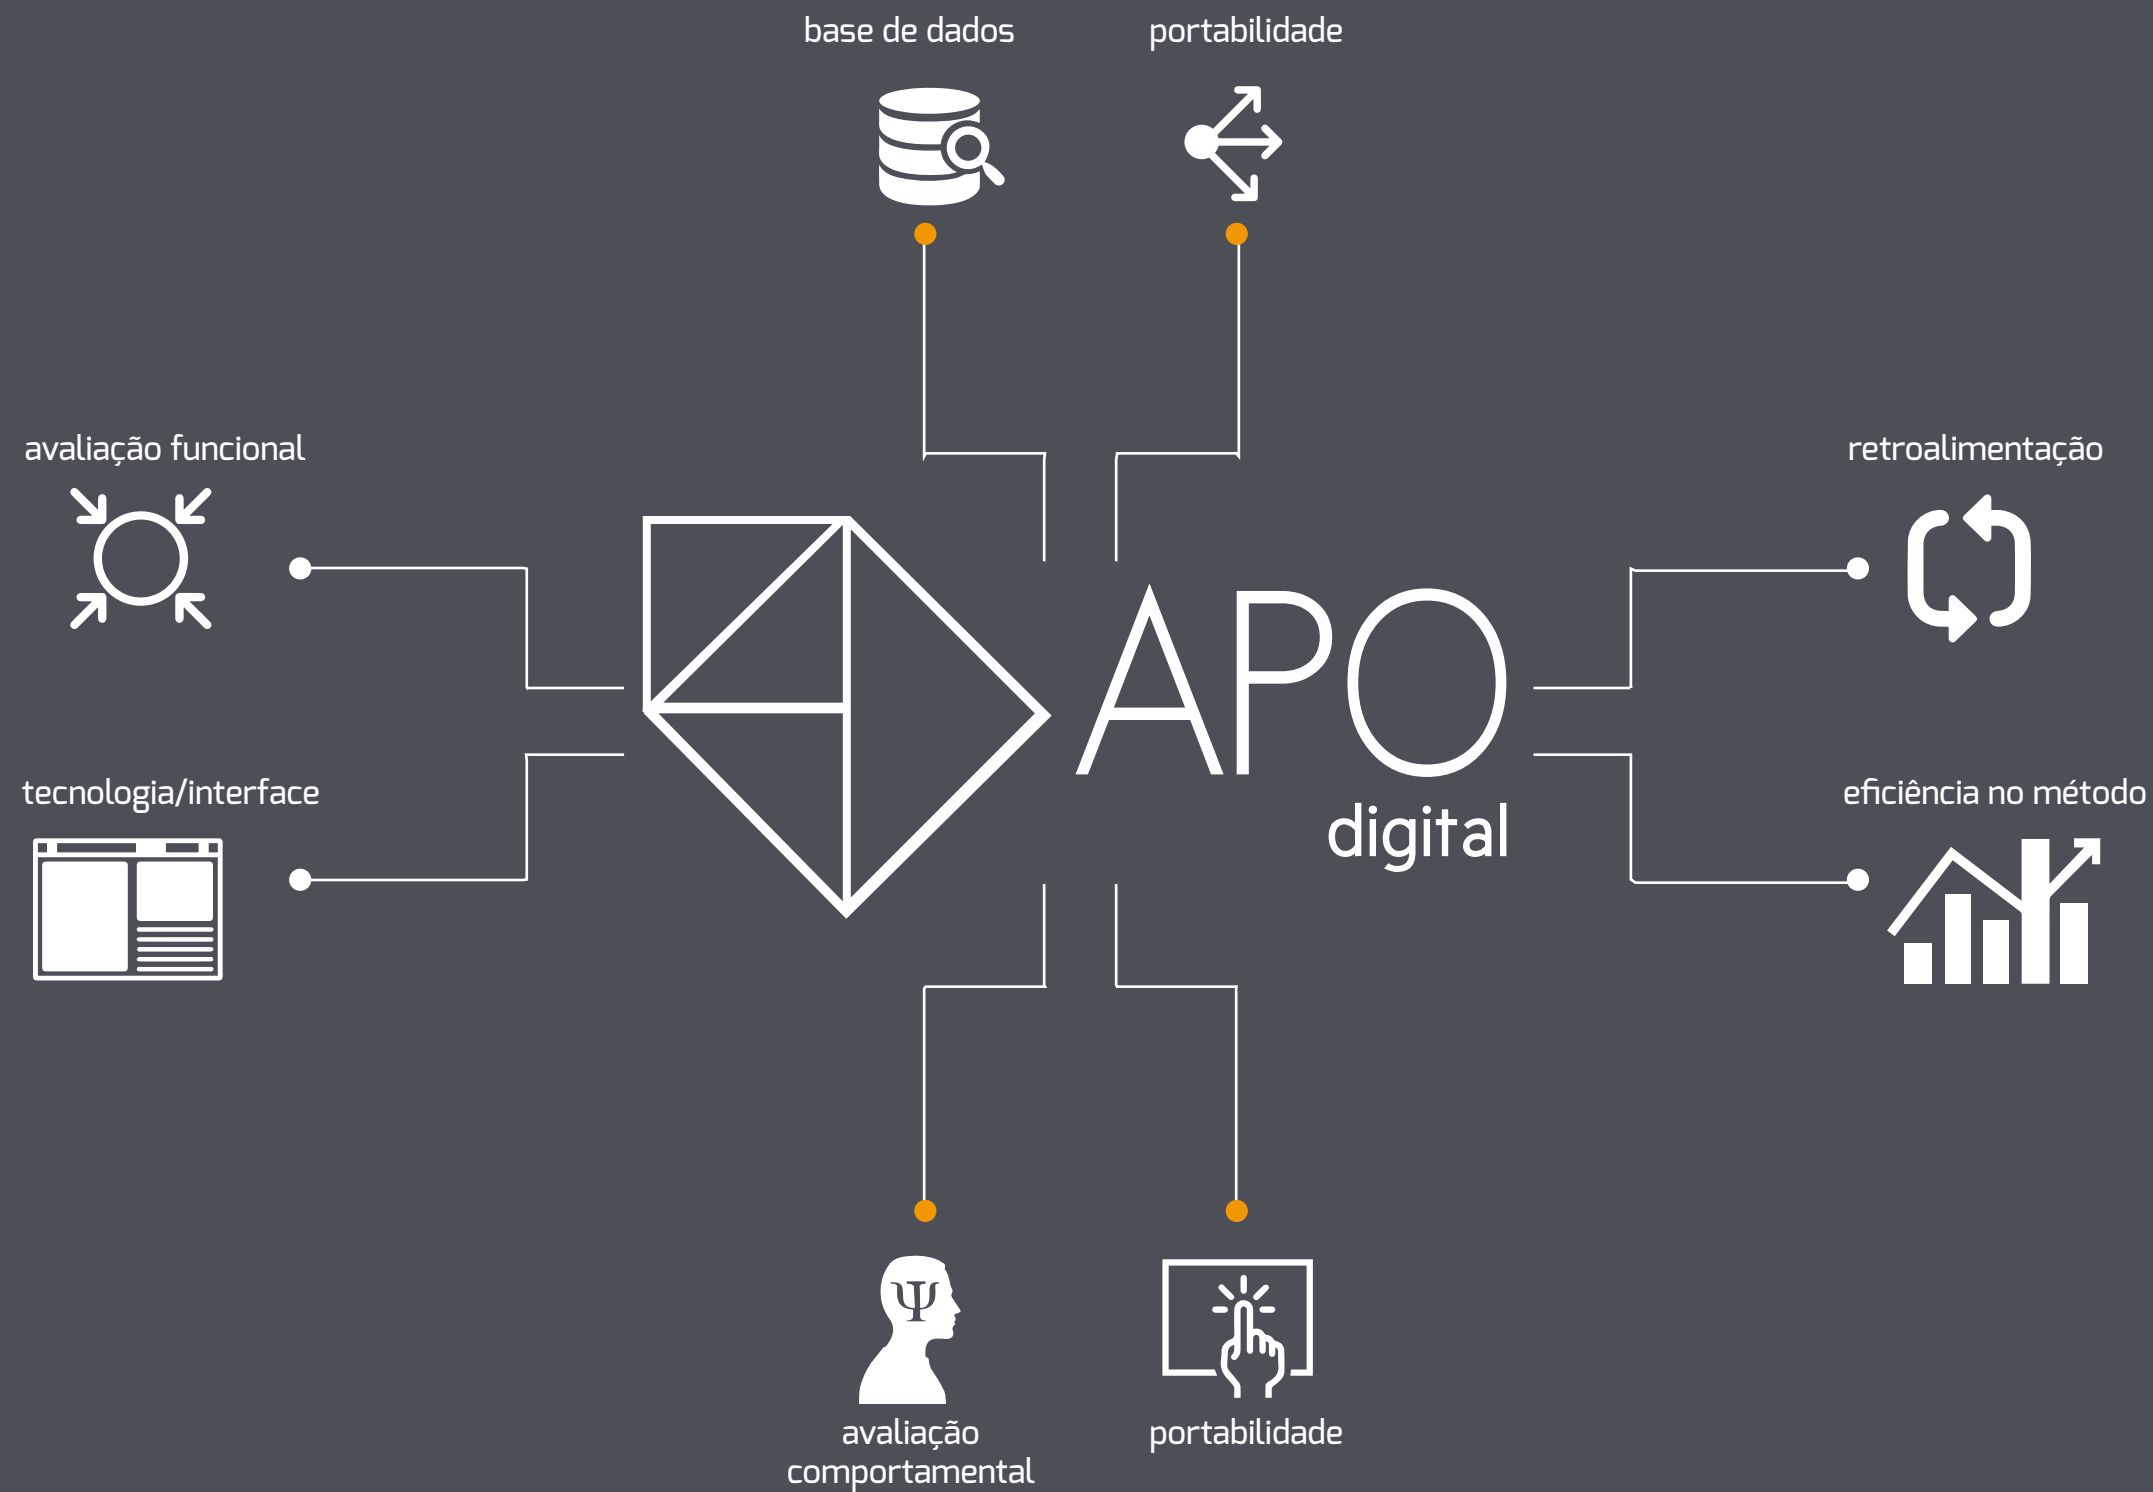 base de dados
portabilidade
avaliação funcional
retroalimentação
APO
digital
tecnologia/interface
eficiência no método
Ψ
avaliação
comportamental
portabilidade